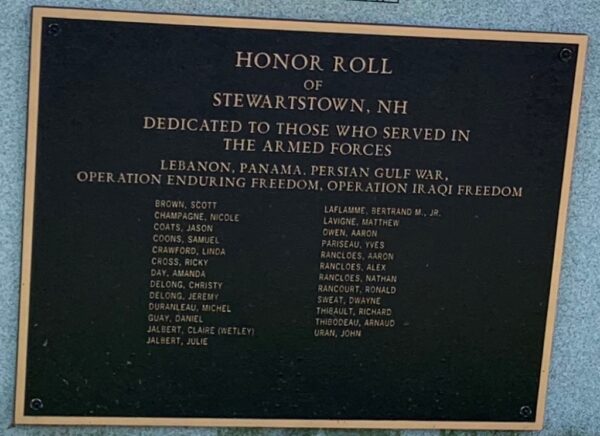 HONOR ROLL
OF
STEWARTSTOWN, NH
DEDICATED TO THOSE WHO SERVED IN
THE ARMED FORCES
LEBANON, PANAMA, PERSIAN GULF WAR,
OPERATION ENDURING FREEDOM, OPERATION IRAQI FREEDOM
BROWN, SCOTT
CHAMPAGNE, NICOLE
COATS, JASON
COONS, SAMUEL
CRAWFORD, LINDA
CROSS, RICKY
DAY, AMANDA
DELONG, CHRISTY
DELONG, JEREMY
DURANLEAU, MICHEL
GUAY, DANIEL
JALBERT, CLAIRE (WETLEY)
JALBERT, JULIE
LAFLAMME, BERTRAND M., JR.
LAVIGNE, MATTHEW
OWEN, AARON
PARISEAU, YVES
RANCLOES, AARON
RANCLOES, ALEX
RANCLOES, NATHAN
RANCOURT, RONALD
SWEAT, DWAYNE
THIBAULT, RICHARD
THIBODEAU, ARNAUD
URAN, JOHN